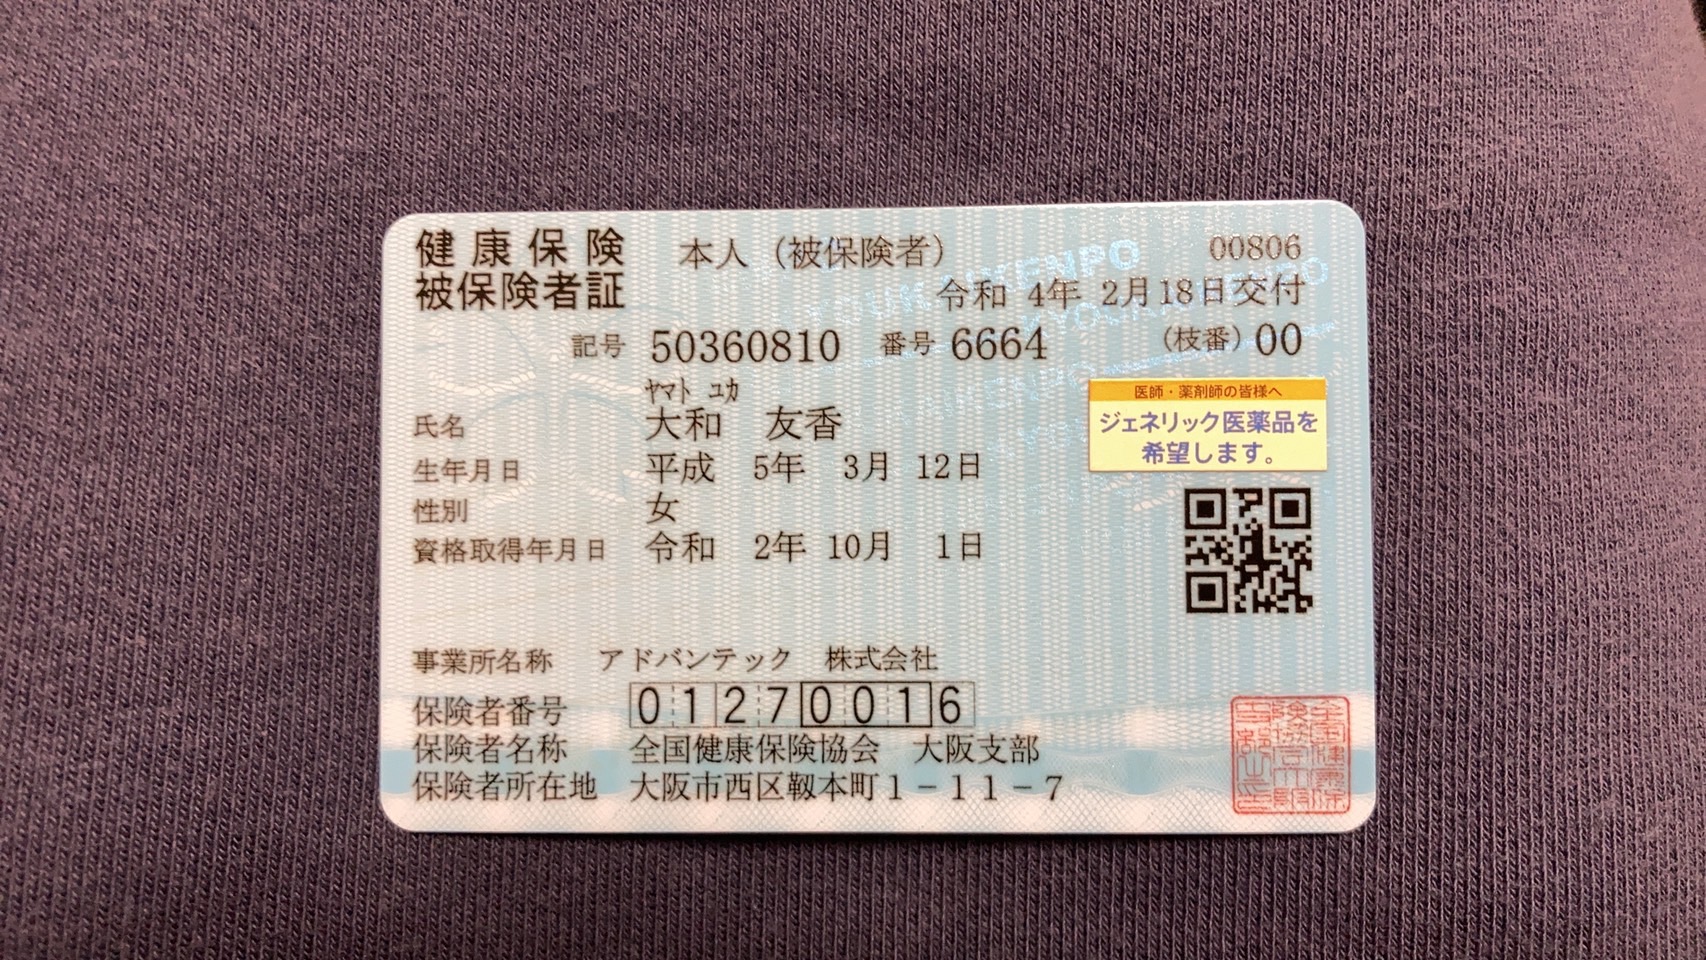 健康保険 本人（被保険者） 00806
被保険者証 令和 4年 2月18日交付
記号 50360810 番号 6664 （枝番）00
ﾔﾏﾄ ﾕｶ
氏名 大和 友香
生年月日 平成 5年 3月 12日
性別 女
資格取得年月日 令和 2年 10月 1日
医師・薬剤師の皆様へ
ジェネリック医薬品を
希望します。
事業所名称 アドバンテック 株式会社
保険者番号 01270016
保険者名称 全国健康保険協会 大阪支部
保険者所在地 大阪市西区靱本町１－１１－７